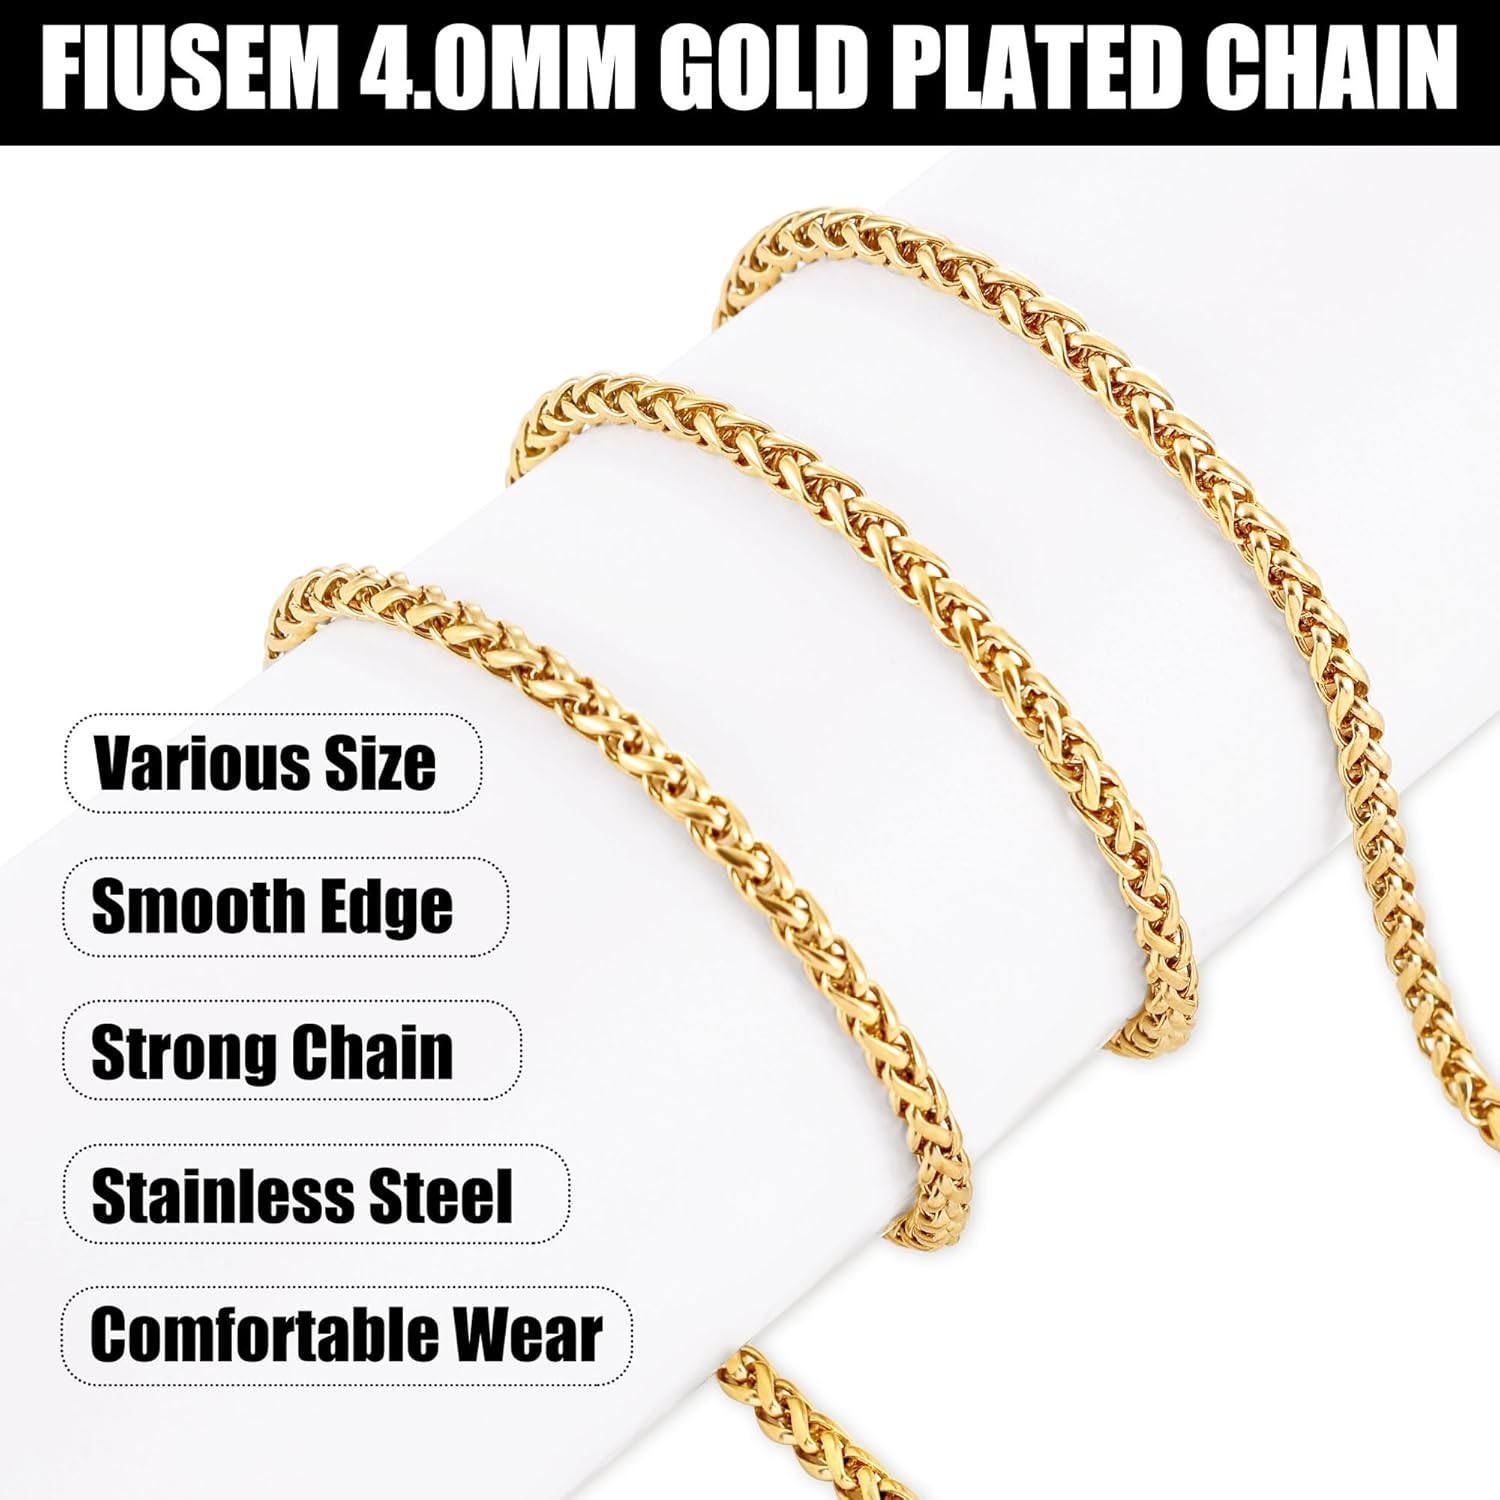 FIUSEM 4.0MM GOLD PLATED CHAIN
Various Size
Smooth Edge
Strong Chain
Stainless Steel
Comfortable Wear